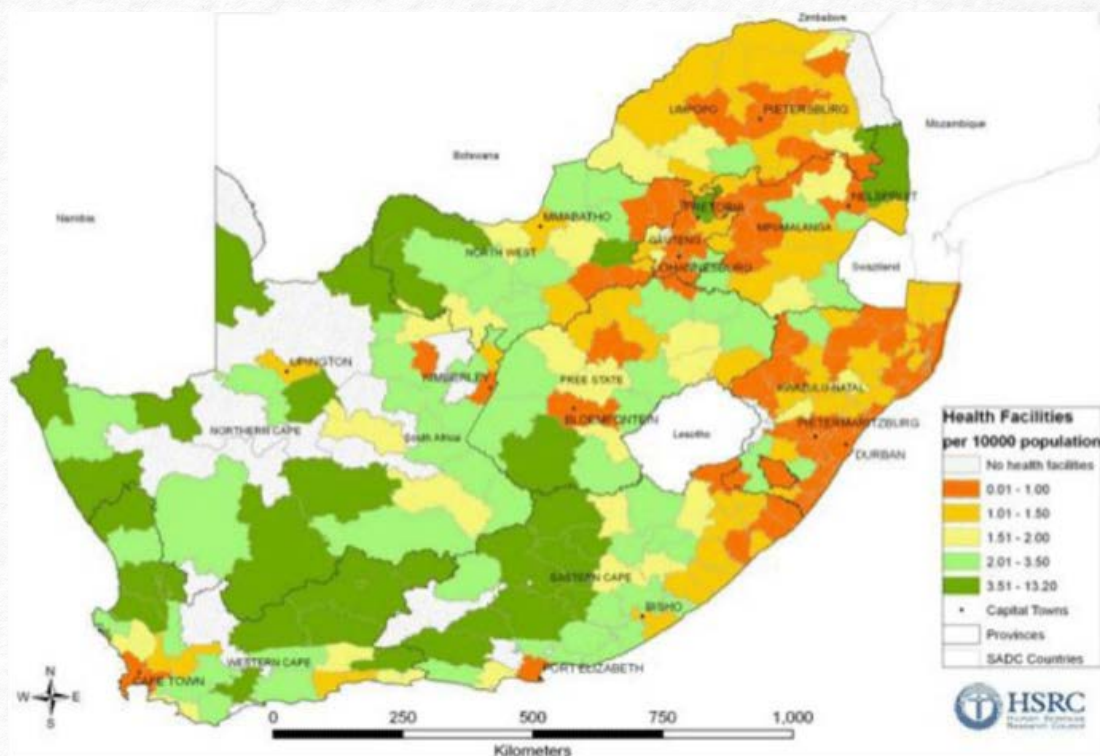 Zimbabwe
LIMPOPO
PIETERSBURG
Mozambique
Botswana
Namibia
NELSPRUIT
PRETORIA
MMABATHO
MPUMALANGA
GAUTENG
NORTH WEST
JOHANNESBURG
Swaziland
UPINGTON
KIMBERLEY
FREE STATE
KWAZULU-NATAL
BLOEMFONTEIN
PIETERMARITZBURG
NORTHERN CAPE
South Africa
Lesotho
DURBAN
EASTERN CAPE
BISHO
WESTERN CAPE
PORT ELIZABETH
CAPE TOWN
Health Facilities
per 10000 population
No health facilities
0.01 - 1.00
1.01 - 1.50
1.51 - 2.00
2.01 - 3.50
3.51 - 13.20
Capital Towns
Provinces
SADC Countries
N
W E
S
0 250 500 750 1,000
Kilometers
HSRC
Human Sciences
Research Council